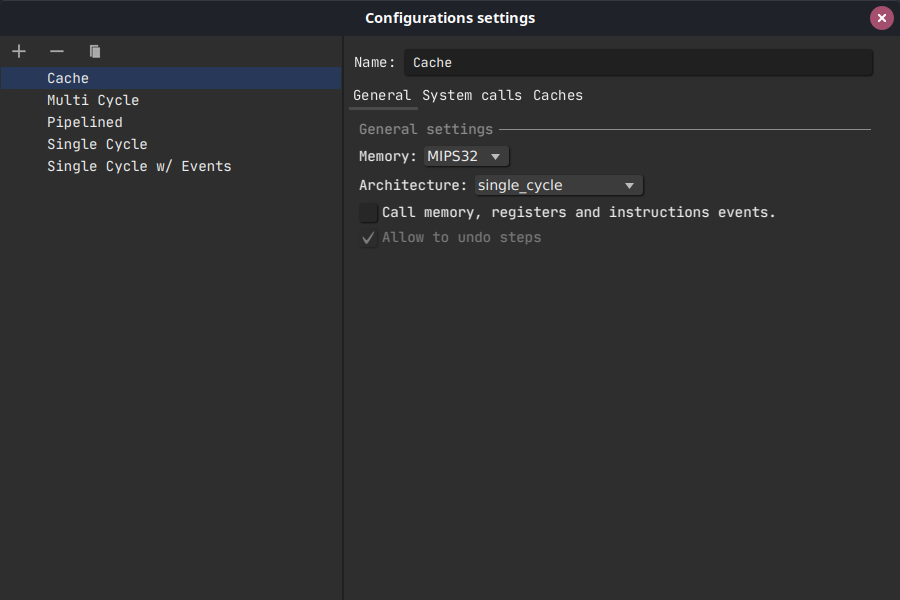 Configurations settings
Cache
Multi Cycle
Pipelined
Single Cycle
Single Cycle w/ Events
Name: Cache
General System calls Caches
General settings
Memory: MIPS32
Architecture: single_cycle
Call memory, registers and instructions events.
Allow to undo steps